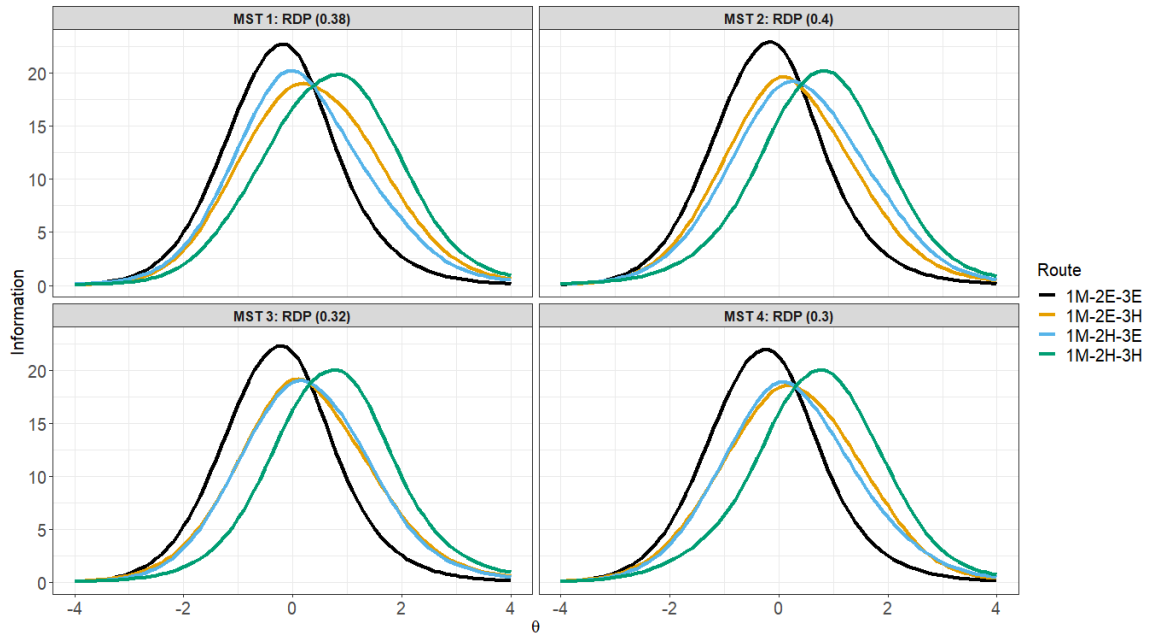 MST 1: RDP (0.38)
MST 2: RDP (0.4)
20
15
10
5
0
MST 3: RDP (0.32)
MST 4: RDP (0.3)
20
15
10
5
0
-4
-2
0
2
4
-4
-2
0
2
4
Information
θ
Route
1M-2E-3E
1M-2E-3H
1M-2H-3E
1M-2H-3H